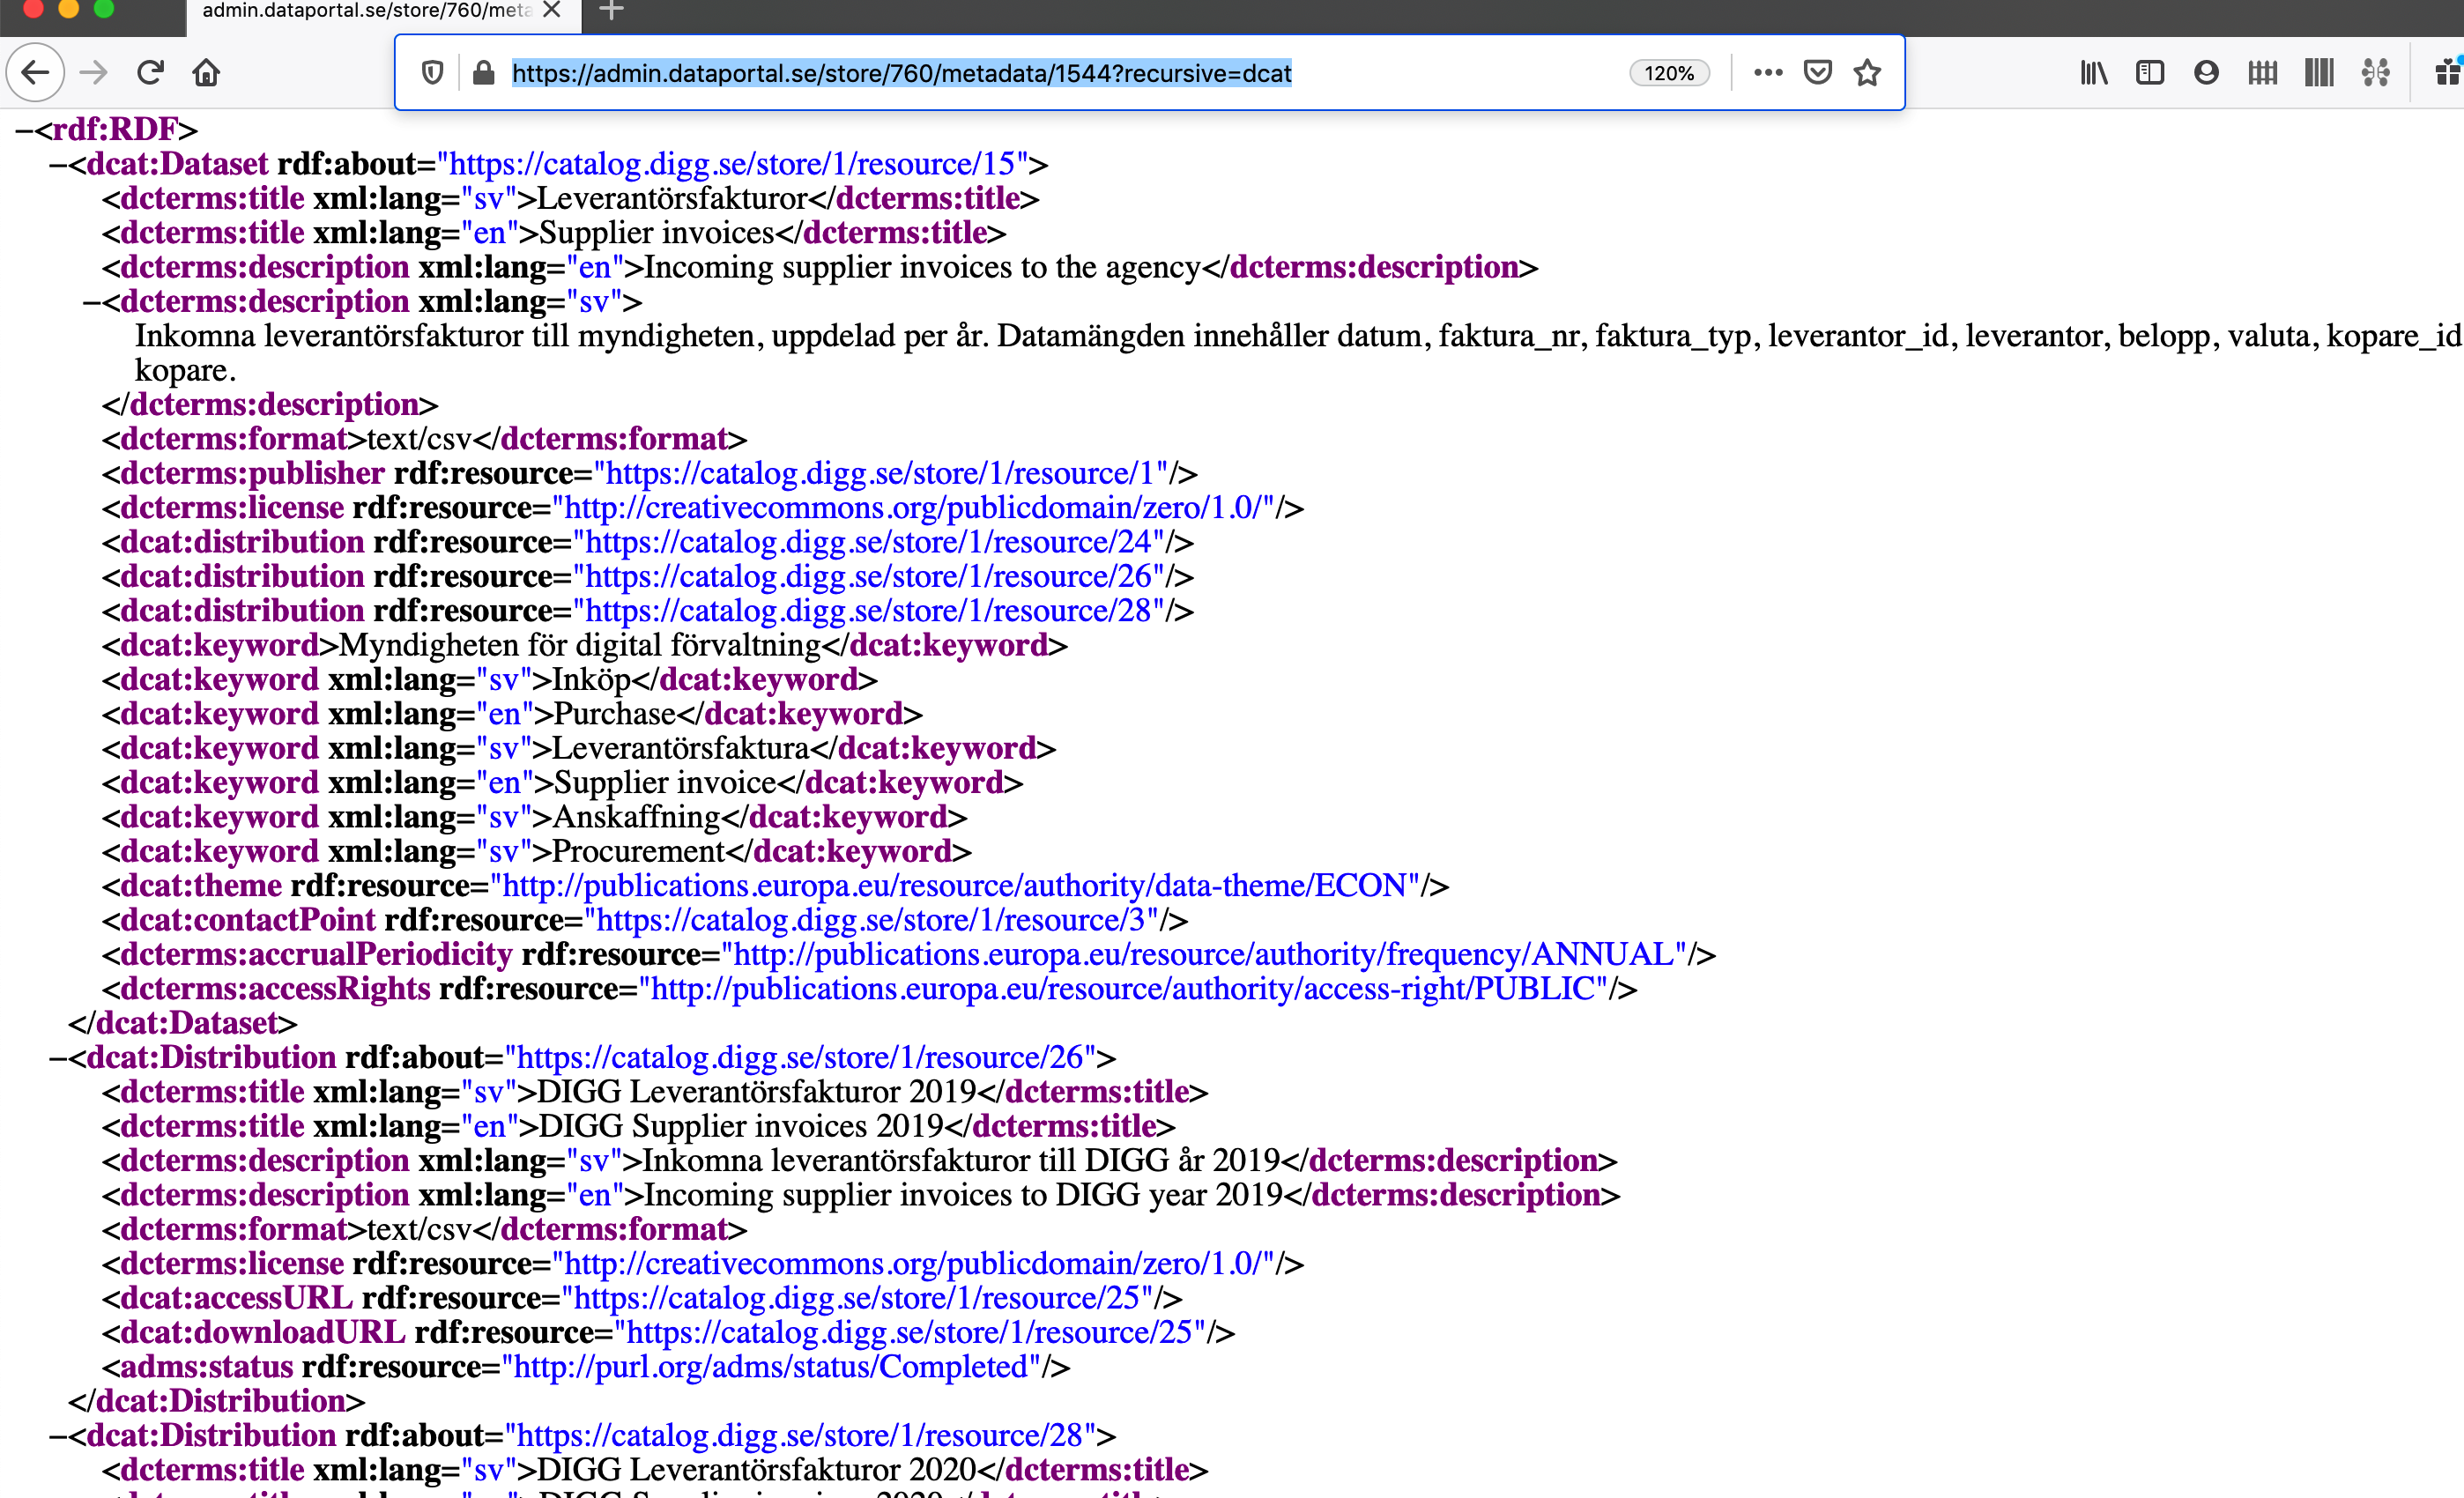 admin.dataportal.se/store/760/meta
https://admin.dataportal.se/store/760/metadata/1544?recursive=dcat
120%
−<rdf:RDF>
−<dcat:Dataset rdf:about="https://catalog.digg.se/store/1/resource/15">
<dcterms:title xml:lang="sv">Leverantörsfakturor</dcterms:title>
<dcterms:title xml:lang="en">Supplier invoices</dcterms:title>
<dcterms:description xml:lang="en">Incoming supplier invoices to the agency</dcterms:description>
−<dcterms:description xml:lang="sv">
Inkomna leverantörsfakturor till myndigheten, uppdelad per år. Datamängden innehåller datum, faktura_nr, faktura_typ, leverantor_id, leverantor, belopp, valuta, kopare_id
kopare.
</dcterms:description>
<dcterms:format>text/csv</dcterms:format>
<dcterms:publisher rdf:resource="https://catalog.digg.se/store/1/resource/1"/>
<dcterms:license rdf:resource="http://creativecommons.org/publicdomain/zero/1.0/"/>
<dcat:distribution rdf:resource="https://catalog.digg.se/store/1/resource/24"/>
<dcat:distribution rdf:resource="https://catalog.digg.se/store/1/resource/26"/>
<dcat:distribution rdf:resource="https://catalog.digg.se/store/1/resource/28"/>
<dcat:keyword>Myndigheten för digital förvaltning</dcat:keyword>
<dcat:keyword xml:lang="sv">Inköp</dcat:keyword>
<dcat:keyword xml:lang="en">Purchase</dcat:keyword>
<dcat:keyword xml:lang="sv">Leverantörsfaktura</dcat:keyword>
<dcat:keyword xml:lang="en">Supplier invoice</dcat:keyword>
<dcat:keyword xml:lang="sv">Anskaffning</dcat:keyword>
<dcat:keyword xml:lang="sv">Procurement</dcat:keyword>
<dcat:theme rdf:resource="http://publications.europa.eu/resource/authority/data-theme/ECON"/>
<dcat:contactPoint rdf:resource="https://catalog.digg.se/store/1/resource/3"/>
<dcterms:accrualPeriodicity rdf:resource="http://publications.europa.eu/resource/authority/frequency/ANNUAL"/>
<dcterms:accessRights rdf:resource="http://publications.europa.eu/resource/authority/access-right/PUBLIC"/>
</dcat:Dataset>
−<dcat:Distribution rdf:about="https://catalog.digg.se/store/1/resource/26">
<dcterms:title xml:lang="sv">DIGG Leverantörsfakturor 2019</dcterms:title>
<dcterms:title xml:lang="en">DIGG Supplier invoices 2019</dcterms:title>
<dcterms:description xml:lang="sv">Inkomna leverantörsfakturor till DIGG år 2019</dcterms:description>
<dcterms:description xml:lang="en">Incoming supplier invoices to DIGG year 2019</dcterms:description>
<dcterms:format>text/csv</dcterms:format>
<dcterms:license rdf:resource="http://creativecommons.org/publicdomain/zero/1.0/"/>
<dcat:accessURL rdf:resource="https://catalog.digg.se/store/1/resource/25"/>
<dcat:downloadURL rdf:resource="https://catalog.digg.se/store/1/resource/25"/>
<adms:status rdf:resource="http://purl.org/adms/status/Completed"/>
</dcat:Distribution>
−<dcat:Distribution rdf:about="https://catalog.digg.se/store/1/resource/28">
<dcterms:title xml:lang="sv">DIGG Leverantörsfakturor 2020</dcterms:title>